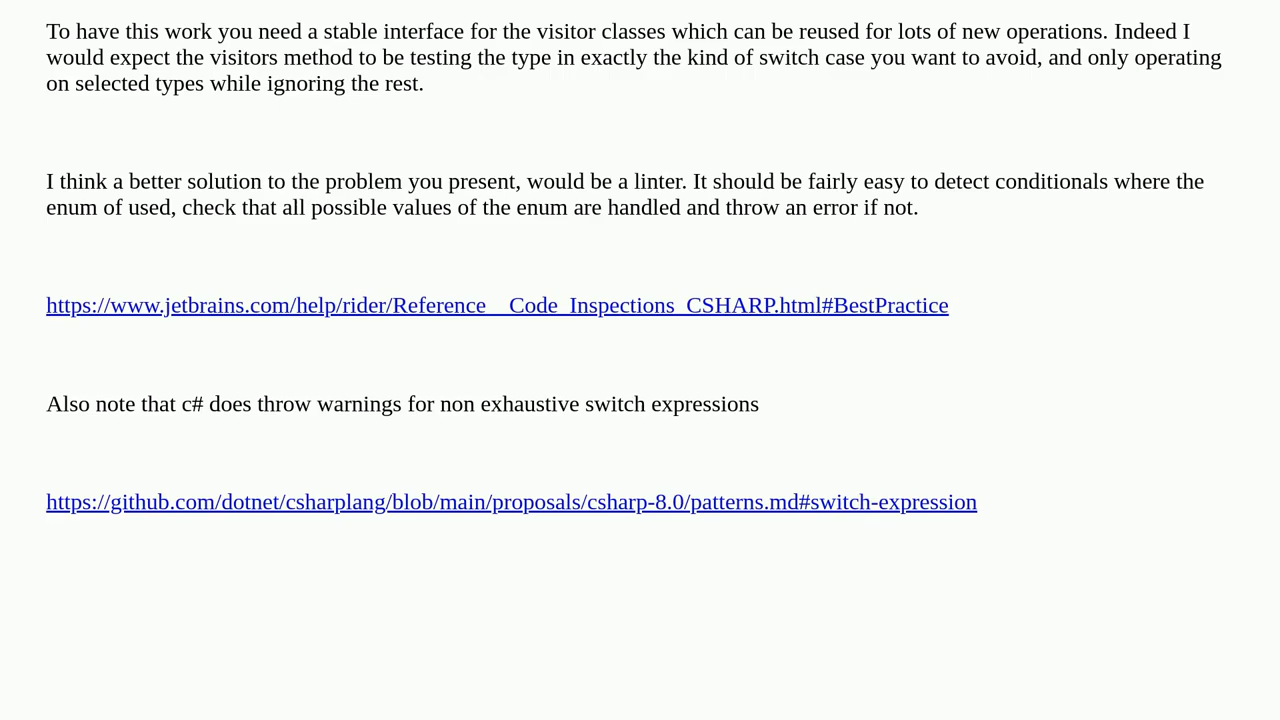 To have this work you need a stable interface for the visitor classes which can be reused for lots of new operations. Indeed I
would expect the visitors method to be testing the type in exactly the kind of switch case you want to avoid, and only operating
on selected types while ignoring the rest.
I think a better solution to the problem you present, would be a linter. It should be fairly easy to detect conditionals where the
enum of used, check that all possible values of the enum are handled and throw an error if not.
https://www.jetbrains.com/help/rider/Reference__Code_Inspections_CSHARP.html#BestPractice
Also note that c# does throw warnings for non exhaustive switch expressions
https://github.com/dotnet/csharplang/blob/main/proposals/csharp-8.0/patterns.md#switch-expression